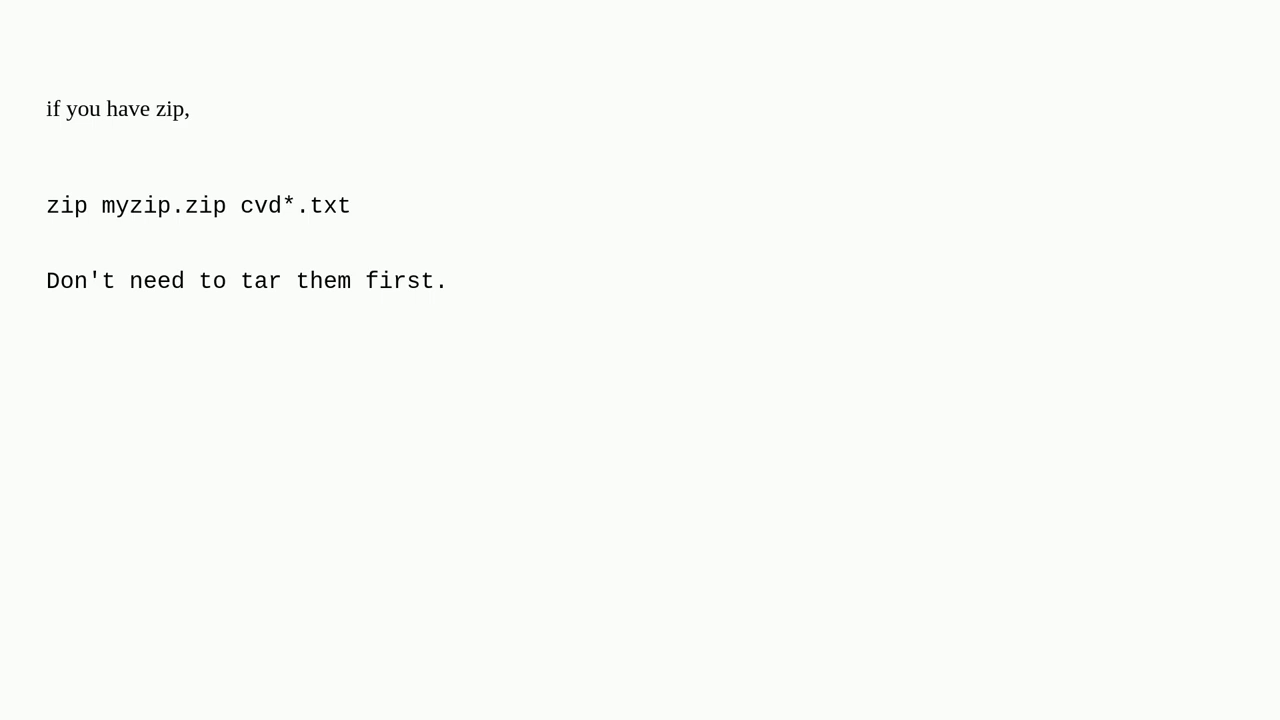 if you have zip,
zip myzip.zip cvd*.txt
Don't need to tar them first.